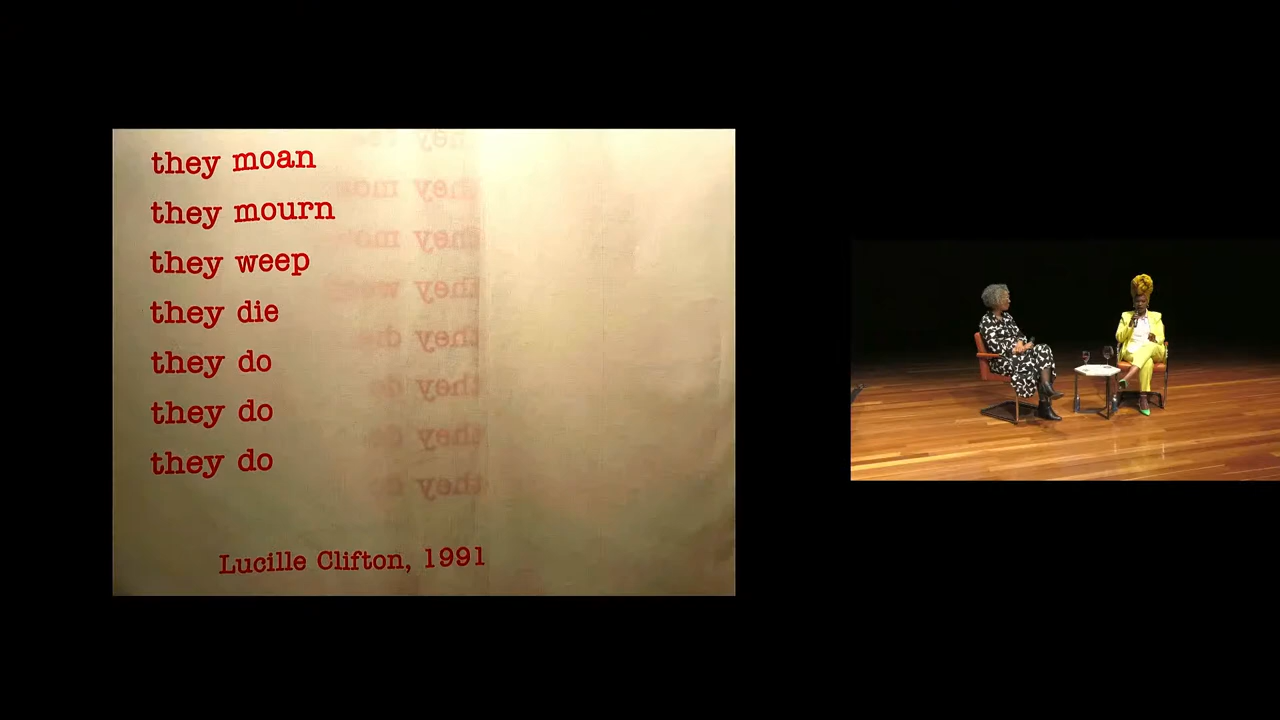 they moan
they mourn
they weep
they die
they do
they do
they do
Lucille Clifton, 1991